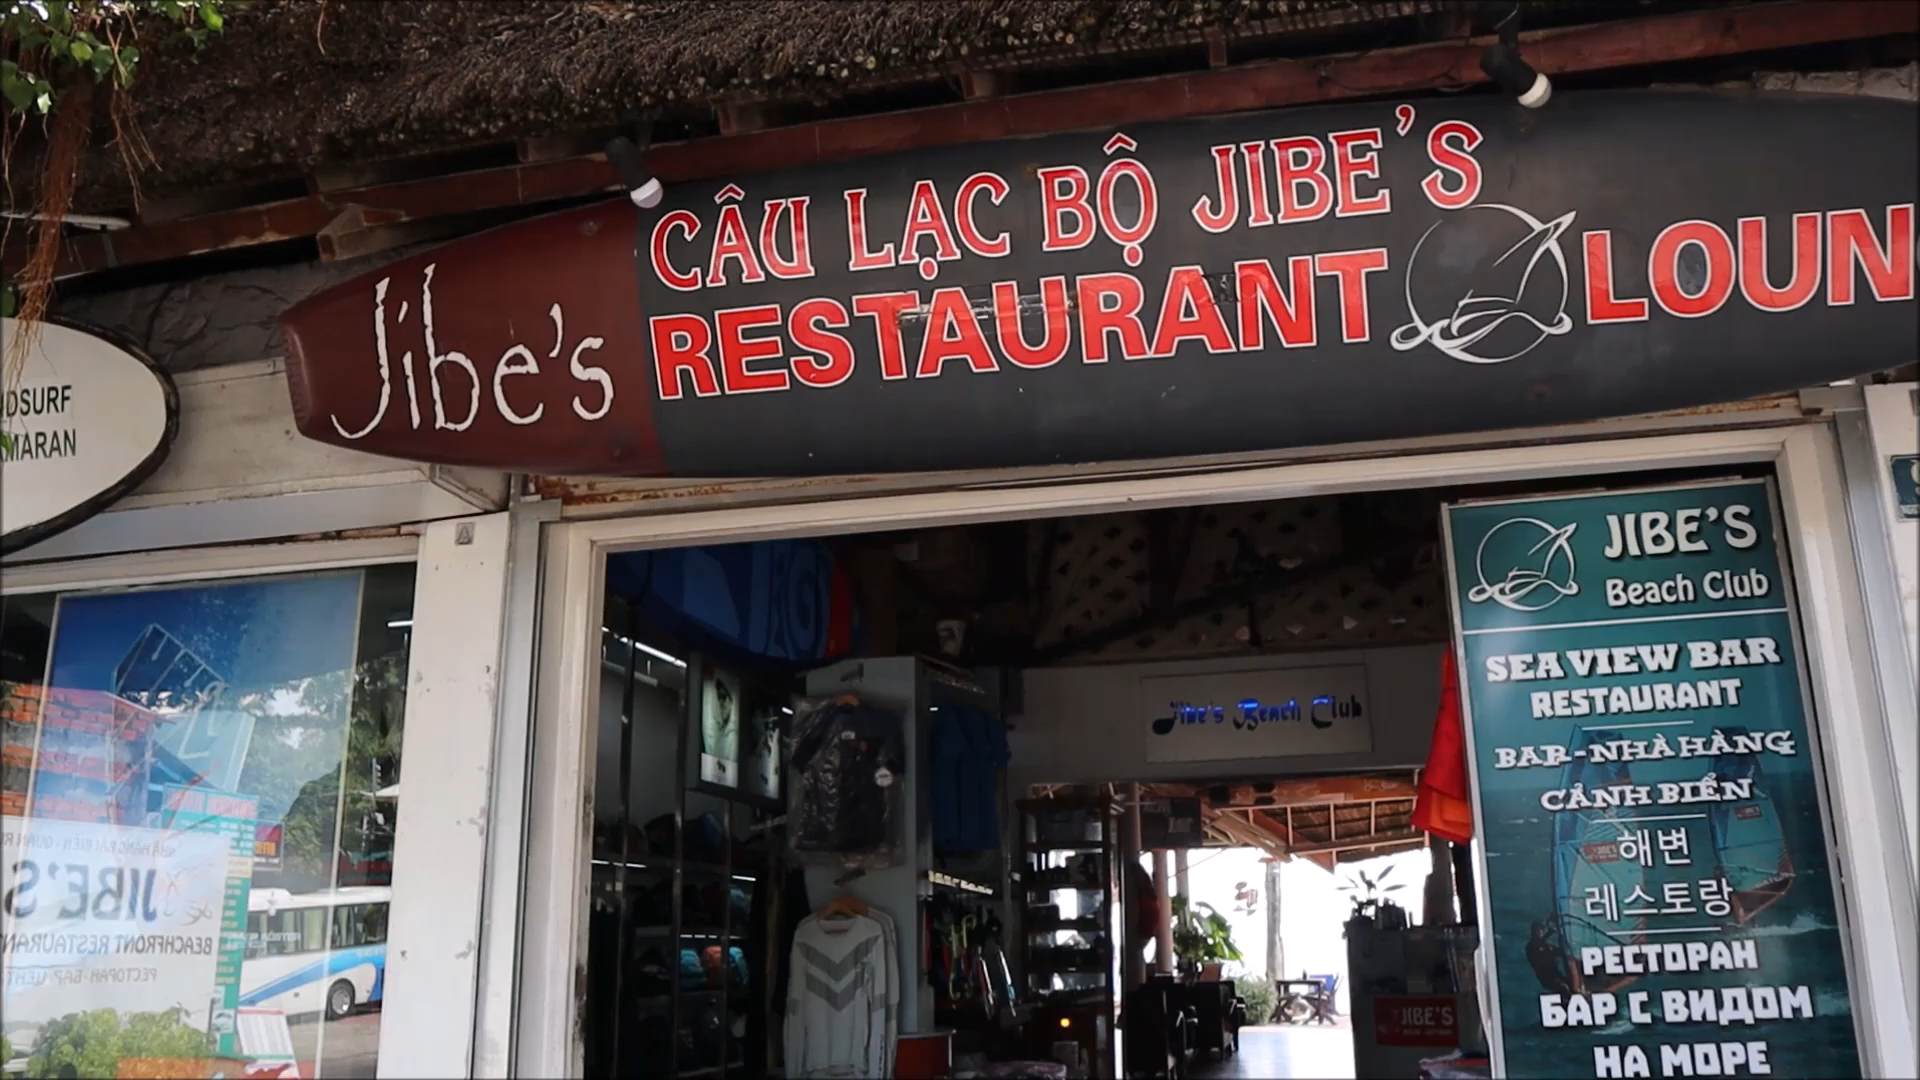 Jibe's
CÂU LẠC BỘ JIBE'S
RESTAURANT LOUN
DSURF
MARAN
JIBE'S
Beach Club
SEA VIEW BAR
RESTAURANT
BAR-NHÀ HÀNG
CẢNH BIỂN
해변
레스토랑
РЕСТОРАН
БАР С ВИДОМ
НА МОРЕ
Jibe's Beach Club
JIBE'S
JIBE'S
BEACHFRONT RESTAURAN